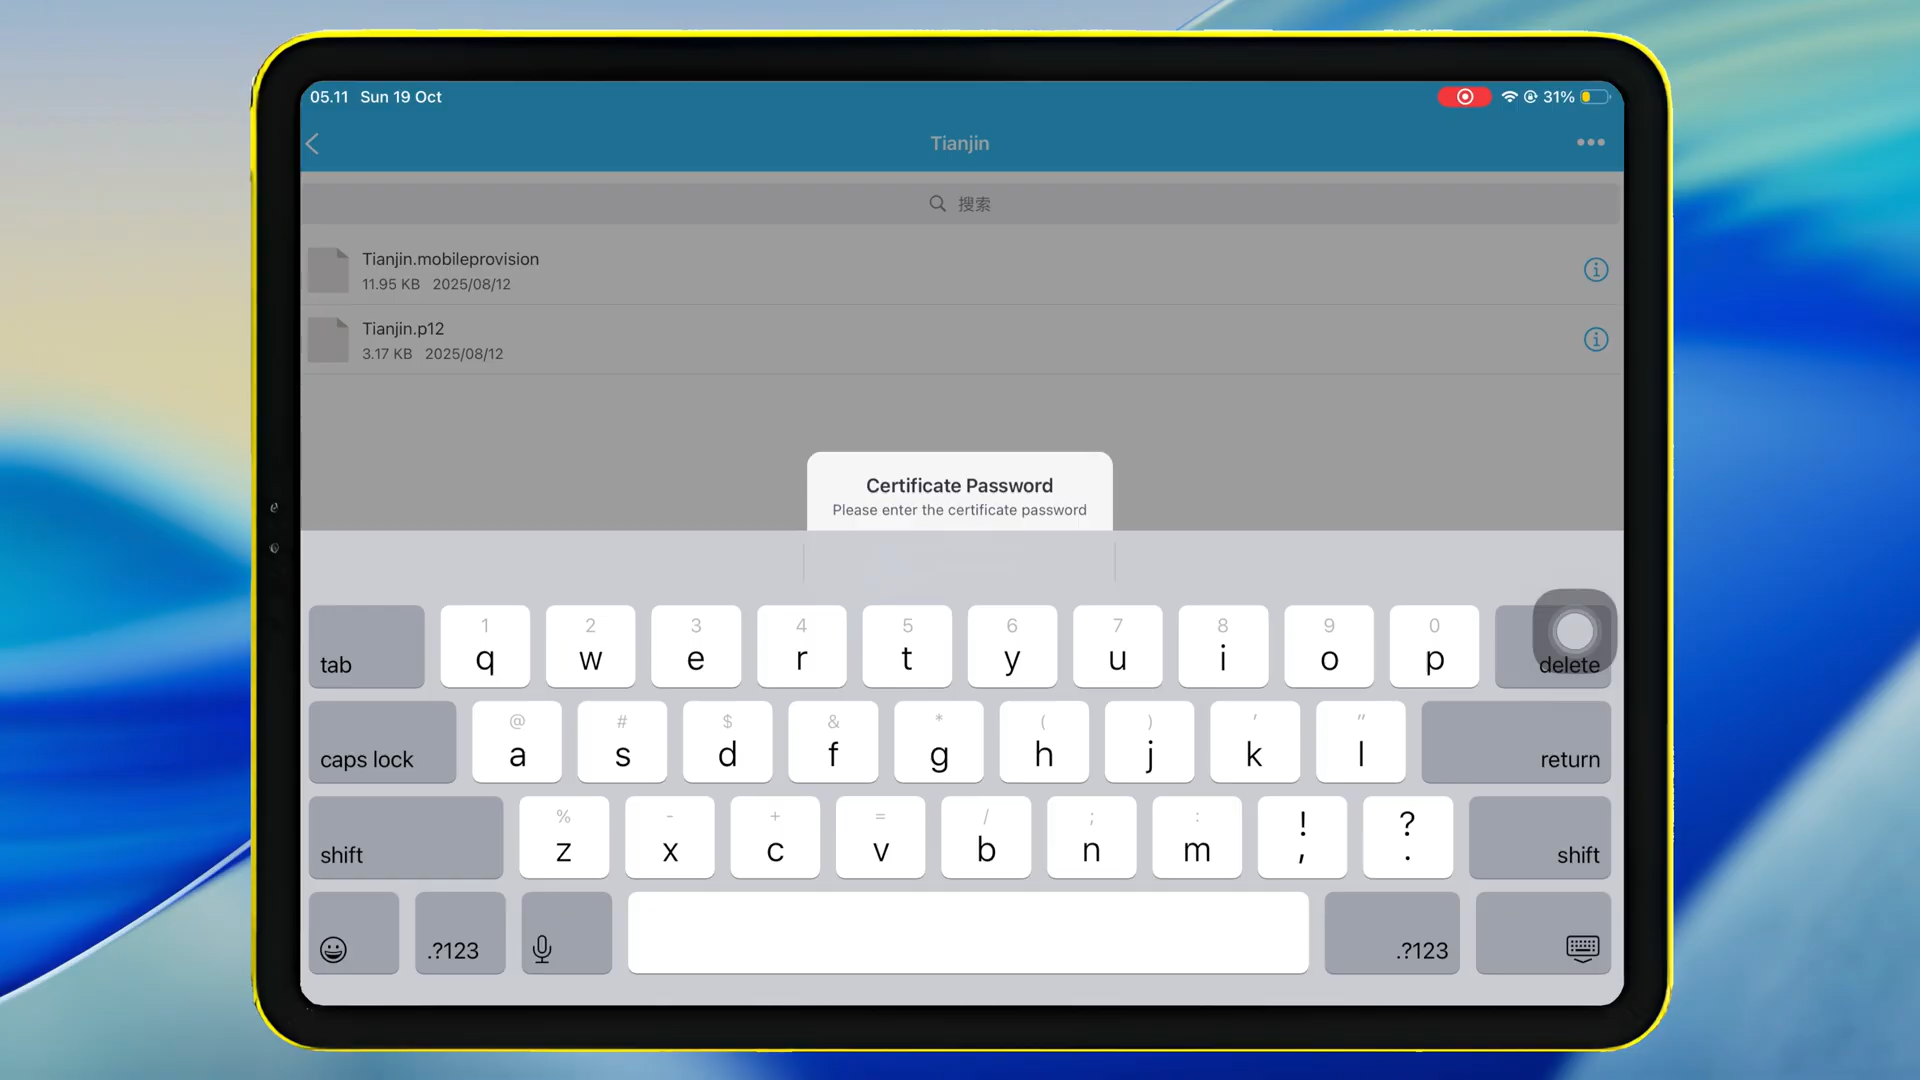 05.11 Sun 19 Oct
31%
Tianjin
搜索
Tianjin.mobileprovision
11.95 KB 2025/08/12
Tianjin.p12
3.17 KB 2025/08/12
Certificate Password
Please enter the certificate password
1 2 3 4 5 6 7 8 9 0
tab q w e r t y u i o p delete
@ # $ & * ( ) ' "
caps lock a s d f g h j k l return
% - + = / ; : ! ?
shift z x c v b n m , . shift
.?123 .?123